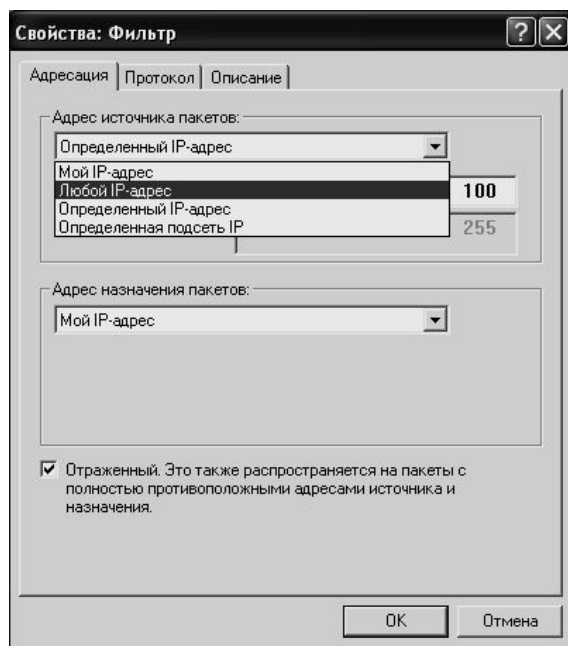 Свойства: Фильтр
Адресация Протокол Описание
Адрес источника пакетов:
Определенный IP-адрес
Мой IP-адрес
Любой IP-адрес
100
Определенный IP-адрес
Определенная подсеть IP
255
Адрес назначения пакетов:
Мой IP-адрес
Отраженный. Это также распространяется на пакеты с
полностью противоположными адресами источника и
назначения.
OK Отмена